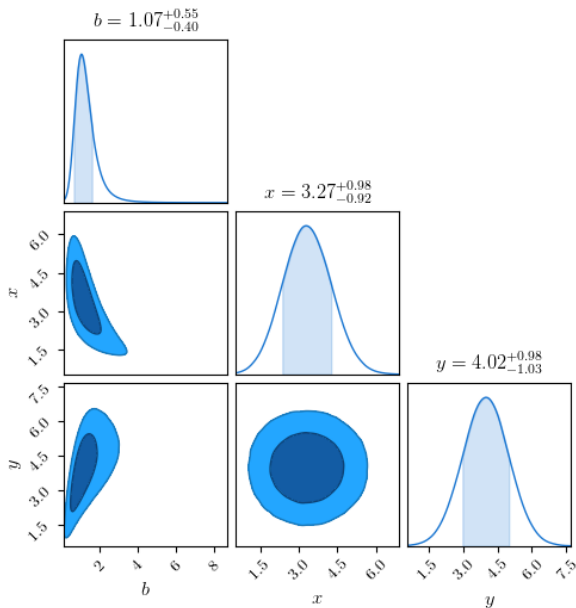 b = 1.07^{+0.55}_{-0.40}
x = 3.27^{+0.98}_{-0.92}
6.0
4.5
3.0
1.5
x
y = 4.02^{+0.98}_{-1.03}
7.5
6.0
4.5
3.0
1.5
y
2 4 6 8
1.5 3.0 4.5 6.0
1.5 3.0 4.5 6.0 7.5
b x y